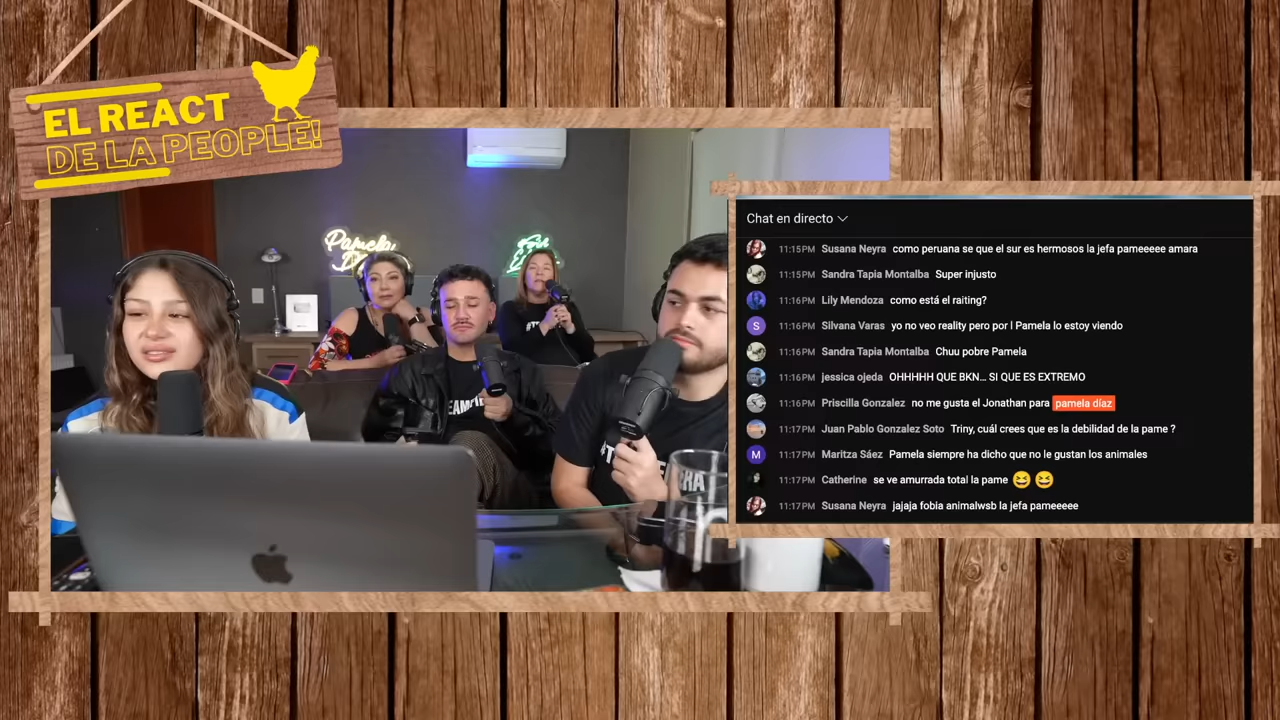 EL REACT
DE LA PEOPLE!
Pamela
Chat en directo
11:15PM Susana Neyra como peruana se que el sur es hermosos la jefa pameeeee amara
11:15PM Sandra Tapia Montalba Super injusto
11:16PM Lily Mendoza como está el raiting?
S 11:16PM Silvana Varas yo no veo reality pero por l Pamela lo estoy viendo
11:16PM Sandra Tapia Montalba Chuu pobre Pamela
11:16PM jessica ojeda OHHHHH QUE BKN... SI QUE ES EXTREMO
11:16PM Priscilla Gonzalez no me gusta el Jonathan para pamela díaz
11:17PM Juan Pablo Gonzalez Soto Triny, cuál crees que es la debilidad de la pame ?
M 11:17PM Maritza Sáez Pamela siempre ha dicho que no le gustan los animales
11:17PM Catherine se ve amurrada total la pame 😆 😆
11:17PM Susana Neyra jajaja fobia animalwsb la jefa pameeeee